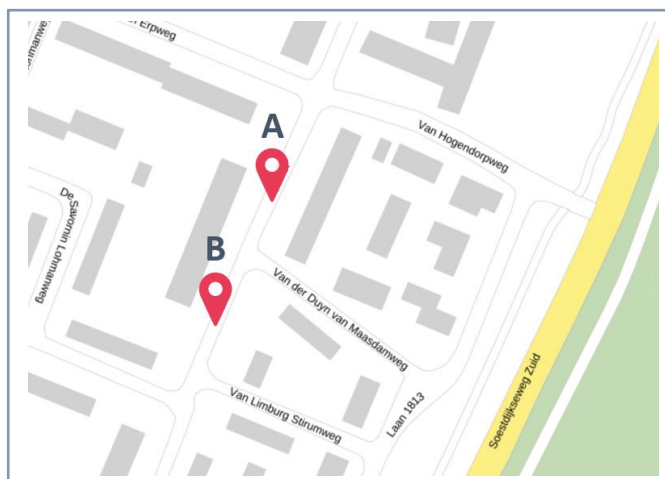 Erpweg
A
Van Hogendorpweg
De
Savornin Lohmanweg
B
Van der Duyn van Maasdamweg
Soestdijkseweg Zuid
Laan 1813
Van Limburg Stirumweg